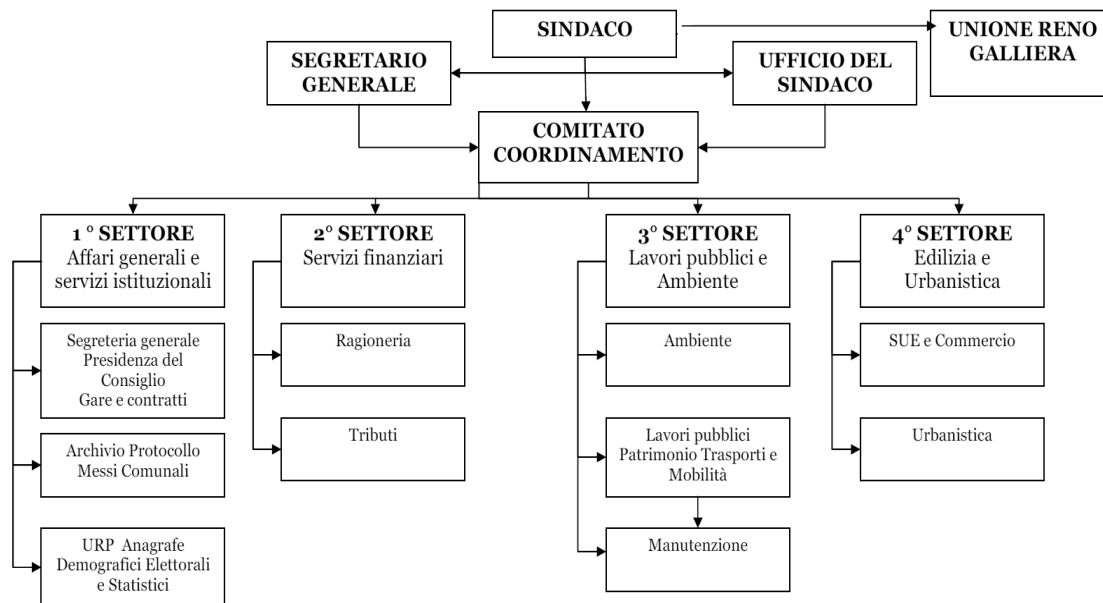 SINDACO
UNIONE RENO
GALLIERA
SEGRETARIO
GENERALE
UFFICIO DEL
SINDACO
COMITATO
COORDINAMENTO
1 ° SETTORE
Affari generali e
servizi istituzionali
2° SETTORE
Servizi finanziari
3° SETTORE
Lavori pubblici e
Ambiente
4° SETTORE
Edilizia e
Urbanistica
Segreteria generale
Presidenza del
Consiglio
Gare e contratti
Ragioneria
Ambiente
SUE e Commercio
Archivio Protocollo
Messi Comunali
Tributi
Lavori pubblici
Patrimonio Trasporti e
Mobilità
Urbanistica
URP Anagrafe
Demografici Elettorali
e Statistici
Manutenzione